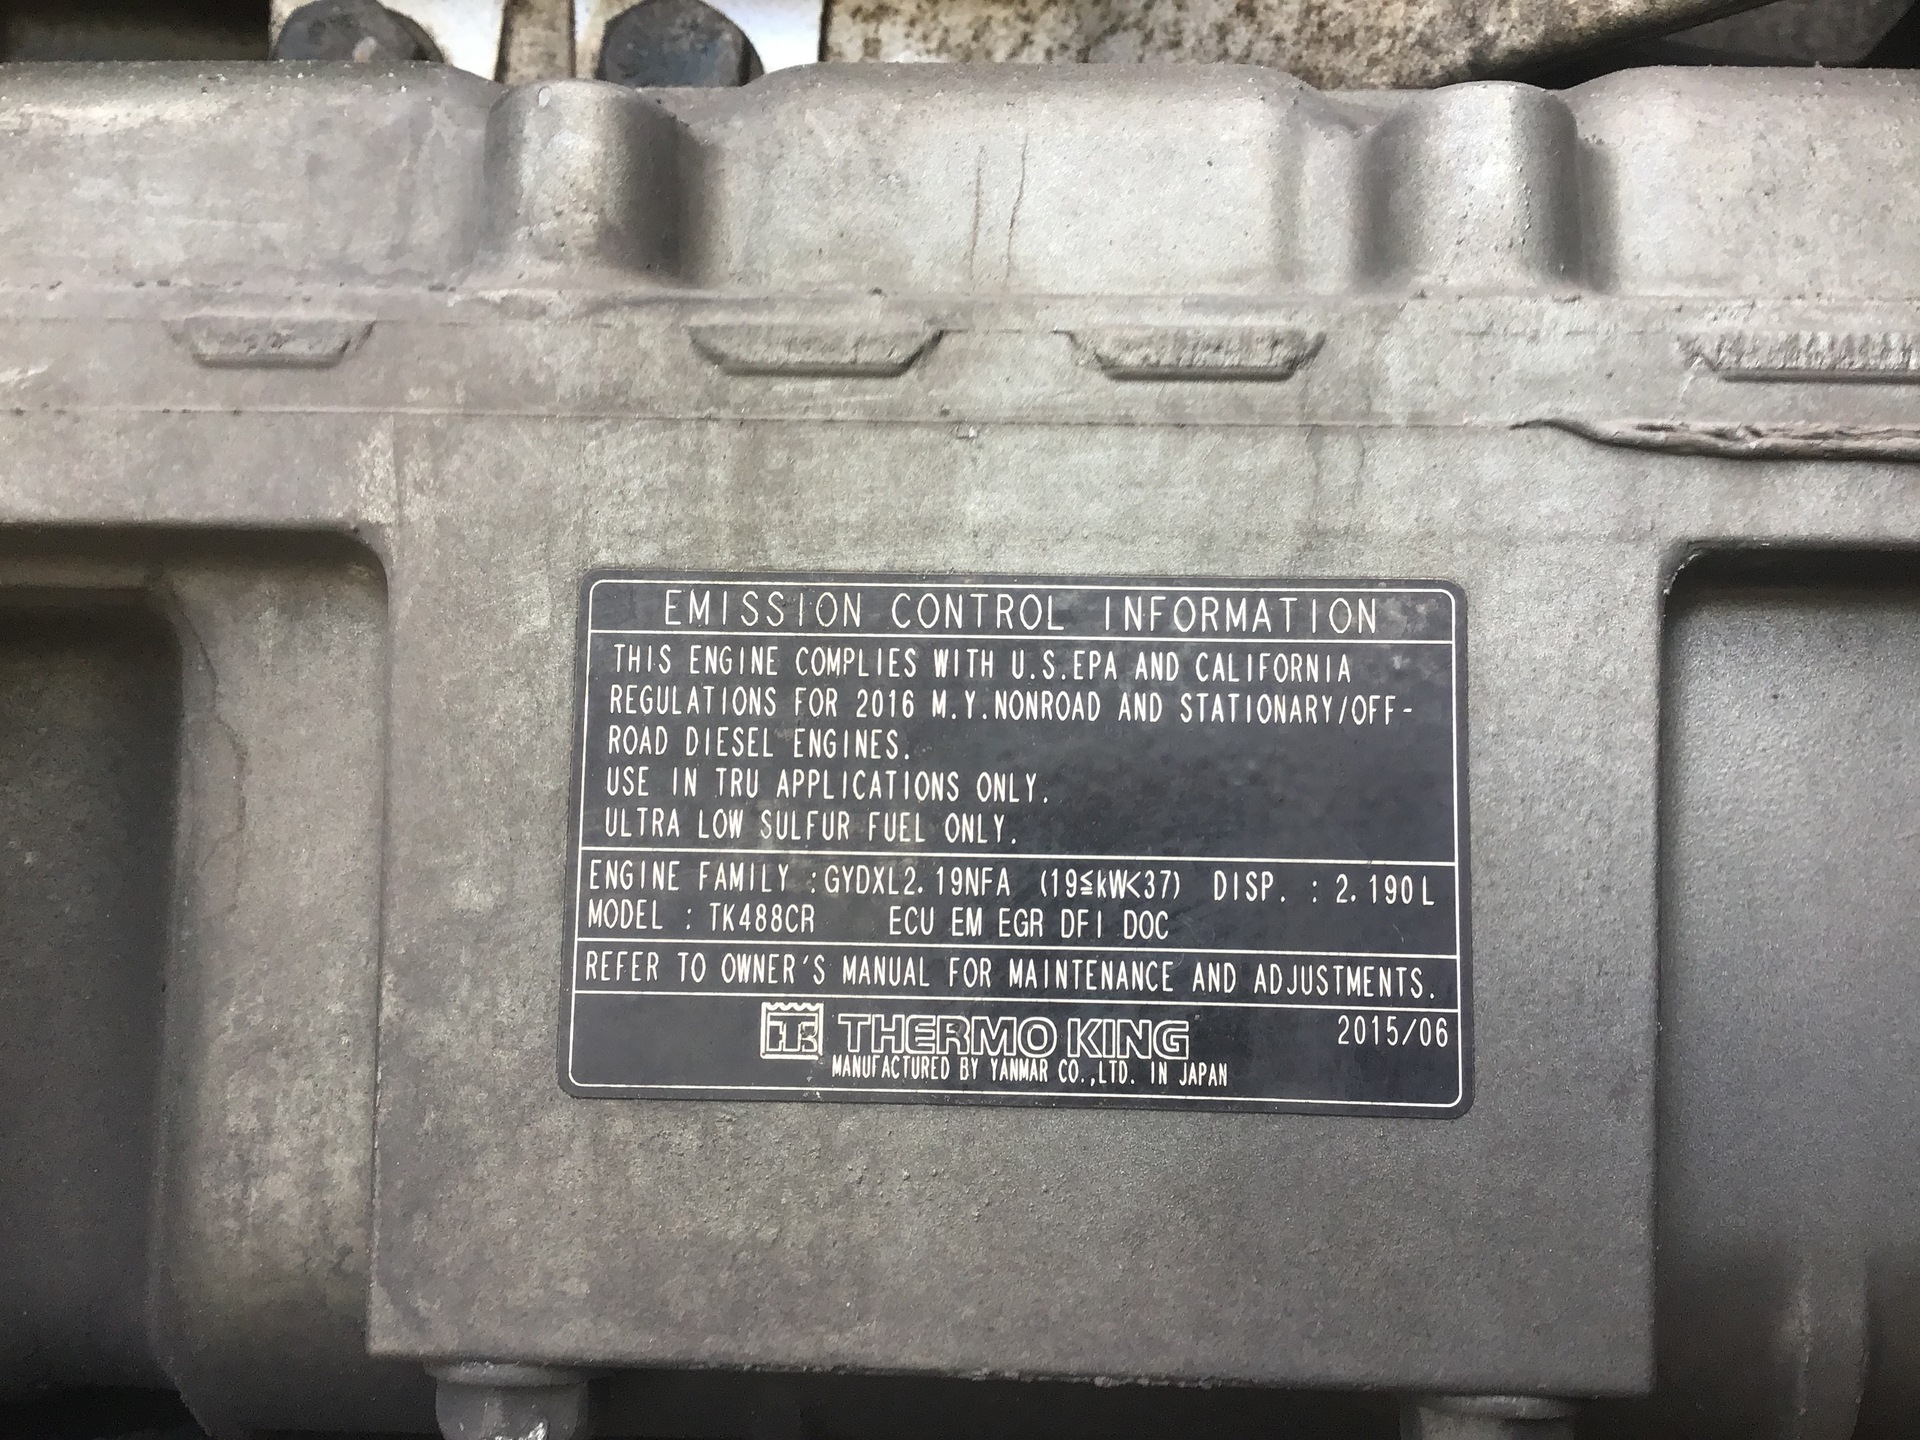 EMISSION CONTROL INFORMATION
THIS ENGINE COMPLIES WITH U.S.EPA AND CALIFORNIA
REGULATIONS FOR 2016 M.Y.NONROAD AND STATIONARY/OFF-
ROAD DIESEL ENGINES.
USE IN TRU APPLICATIONS ONLY.
ULTRA LOW SULFUR FUEL ONLY.
ENGINE FAMILY :GYDXL2.19NFA (19≦kW<37) DISP. : 2.190L
MODEL : TK488CR ECU EM EGR DFI DOC
REFER TO OWNER'S MANUAL FOR MAINTENANCE AND ADJUSTMENTS.
TK THERMO KING 2015/06
MANUFACTURED BY YANMAR CO.,LTD. IN JAPAN